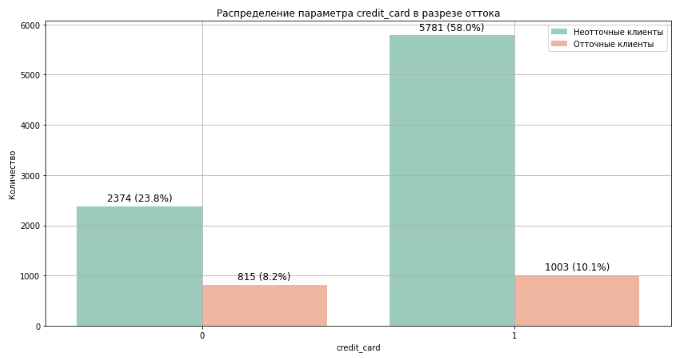 Распределение параметра credit_card в разрезе оттока
Неотточные клиенты
Отточные клиенты
Количество
6000
5000
4000
3000
2000
1000
0
2374 (23.8%)
815 (8.2%)
5781 (58.0%)
1003 (10.1%)
0
1
credit_card